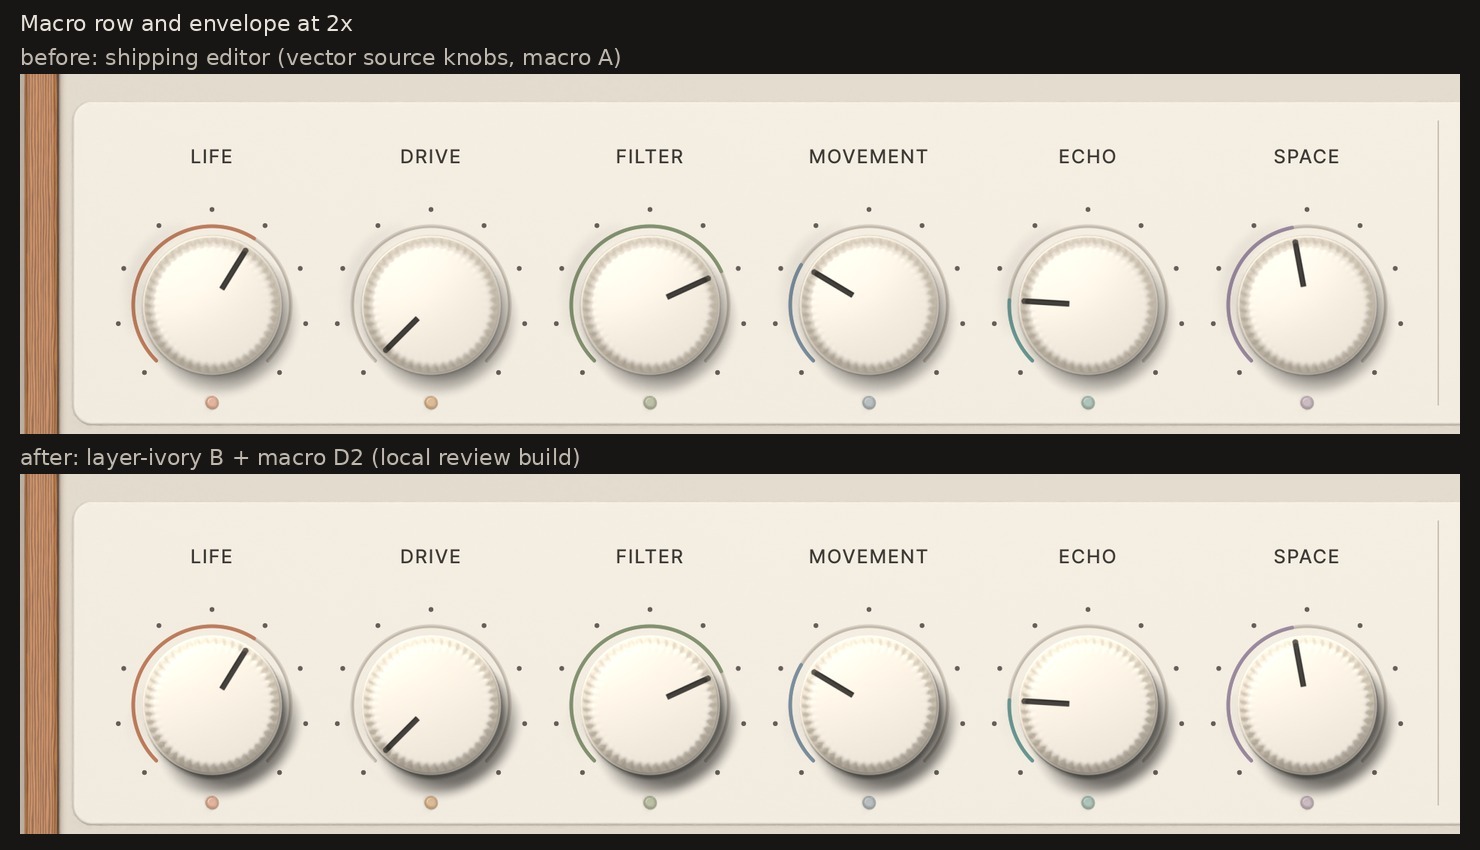 Macro row and envelope at 2x
before: shipping editor (vector source knobs, macro A)
LIFE DRIVE FILTER MOVEMENT ECHO SPACE
after: layer-ivory B + macro D2 (local review build)
LIFE DRIVE FILTER MOVEMENT ECHO SPACE